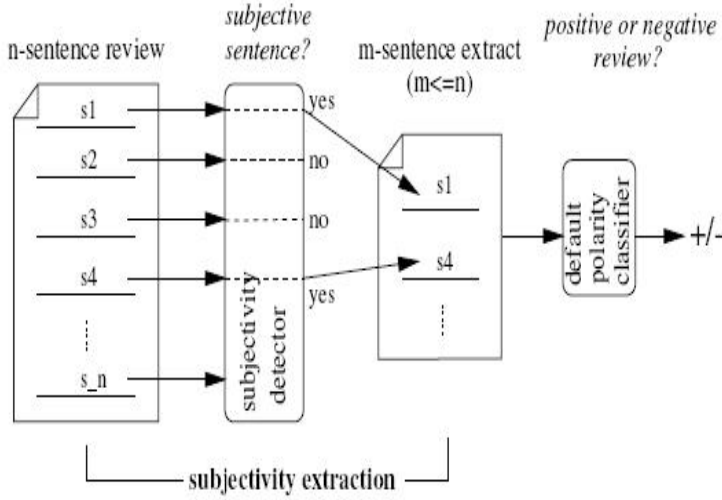 n-sentence review
s1
s2
s3
s4
s_n
subjective
sentence?
yes
no
no
yes
subjectivity
detector
m-sentence extract
(m<=n)
s1
s4
positive or negative
review?
default
polarity
classifier
+/-
subjectivity extraction